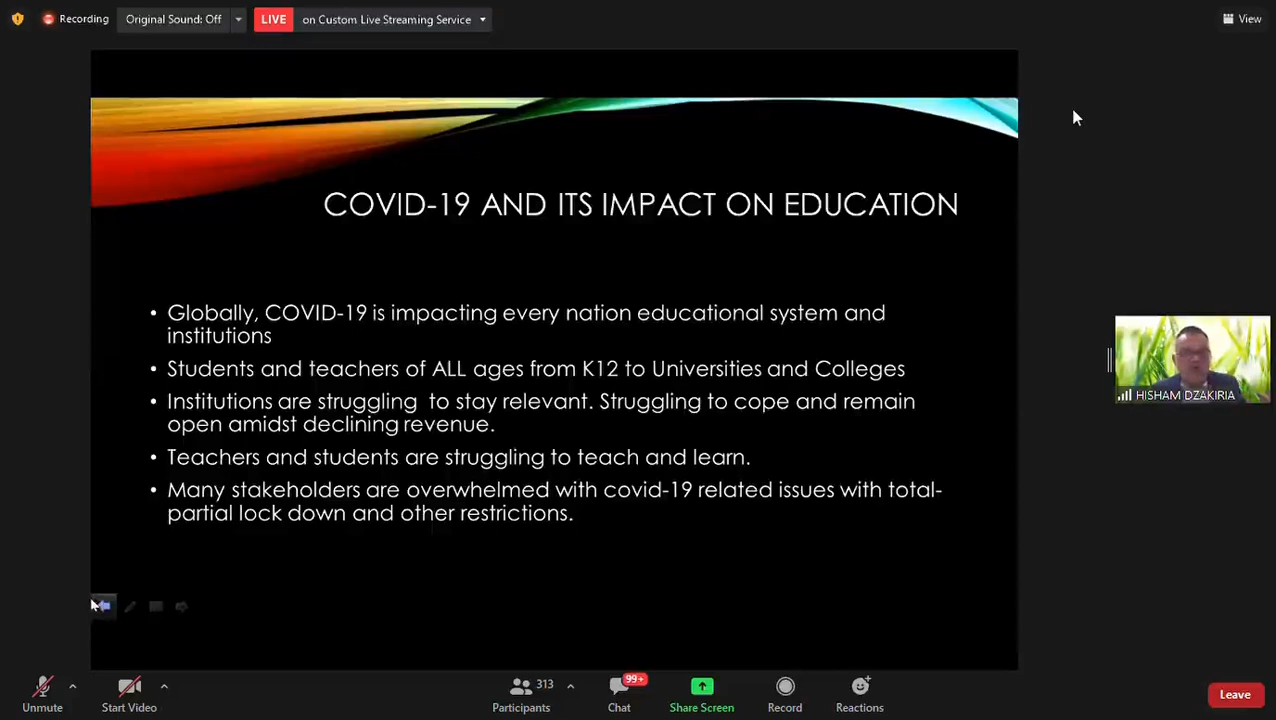 Recording
Original Sound: Off
LIVE on Custom Live Streaming Service
View
COVID-19 AND ITS IMPACT ON EDUCATION
• Globally, COVID-19 is impacting every nation educational system and
institutions
• Students and teachers of ALL ages from K12 to Universities and Colleges
• Institutions are struggling to stay relevant. Struggling to cope and remain
open amidst declining revenue.
• Teachers and students are struggling to teach and learn.
• Many stakeholders are overwhelmed with covid-19 related issues with total-
partial lock down and other restrictions.
HISHAM DZAKIRIA
Unmute
Start Video
313
Participants
99+
Chat
Share Screen
Record
Reactions
Leave